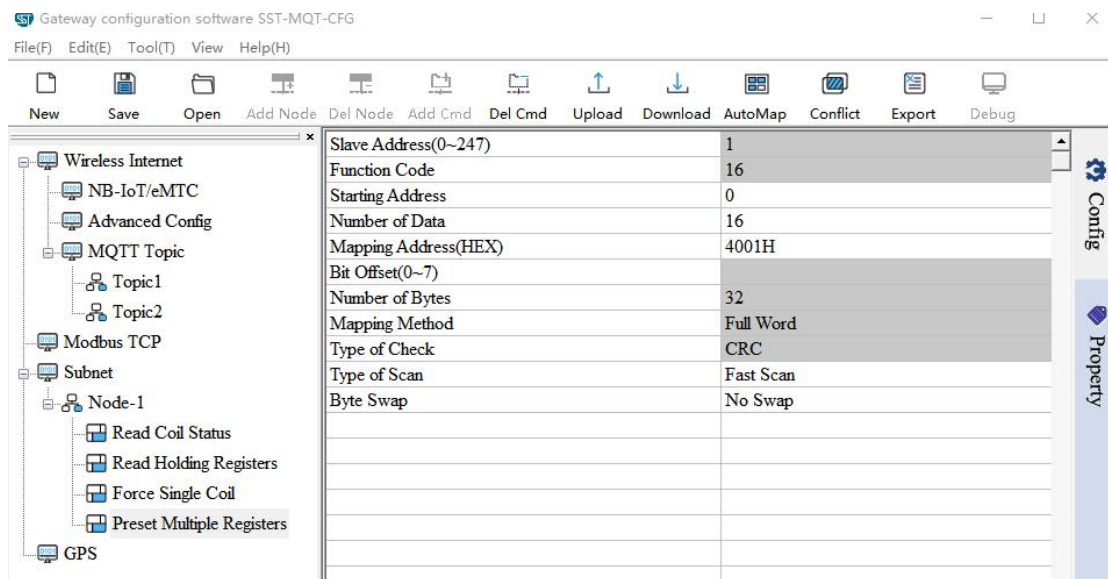 SST Gateway configuration software SST-MQT-CFG
File(F) Edit(E) Tool(T) View Help(H)
New Save Open Add Node Del Node Add Cmd Del Cmd Upload Download AutoMap Conflict Export Debug
Wireless Internet
NB-IoT/eMTC
Advanced Config
MQTT Topic
Topic1
Topic2
Modbus TCP
Subnet
Node-1
Read Coil Status
Read Holding Registers
Force Single Coil
Preset Multiple Registers
GPS
Slave Address(0~247) 1
Function Code 16
Starting Address 0
Number of Data 16
Mapping Address(HEX) 4001H
Bit Offset(0~7)
Number of Bytes 32
Mapping Method Full Word
Type of Check CRC
Type of Scan Fast Scan
Byte Swap No Swap
Config
Property